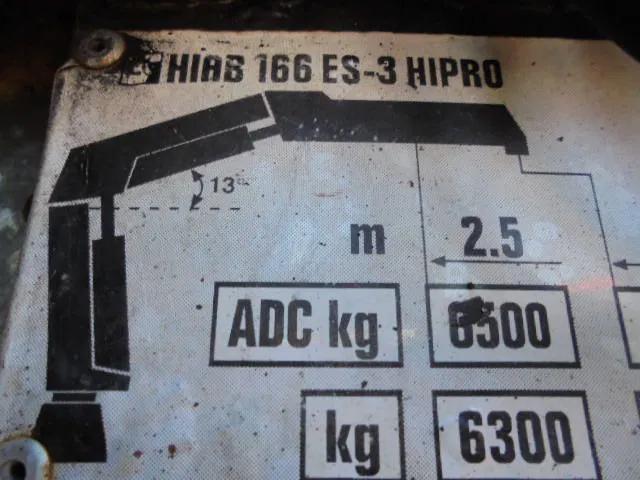 HIAB 166 ES-3 HIPRO
13°
m 2.5
ADC kg 6500
kg 6300